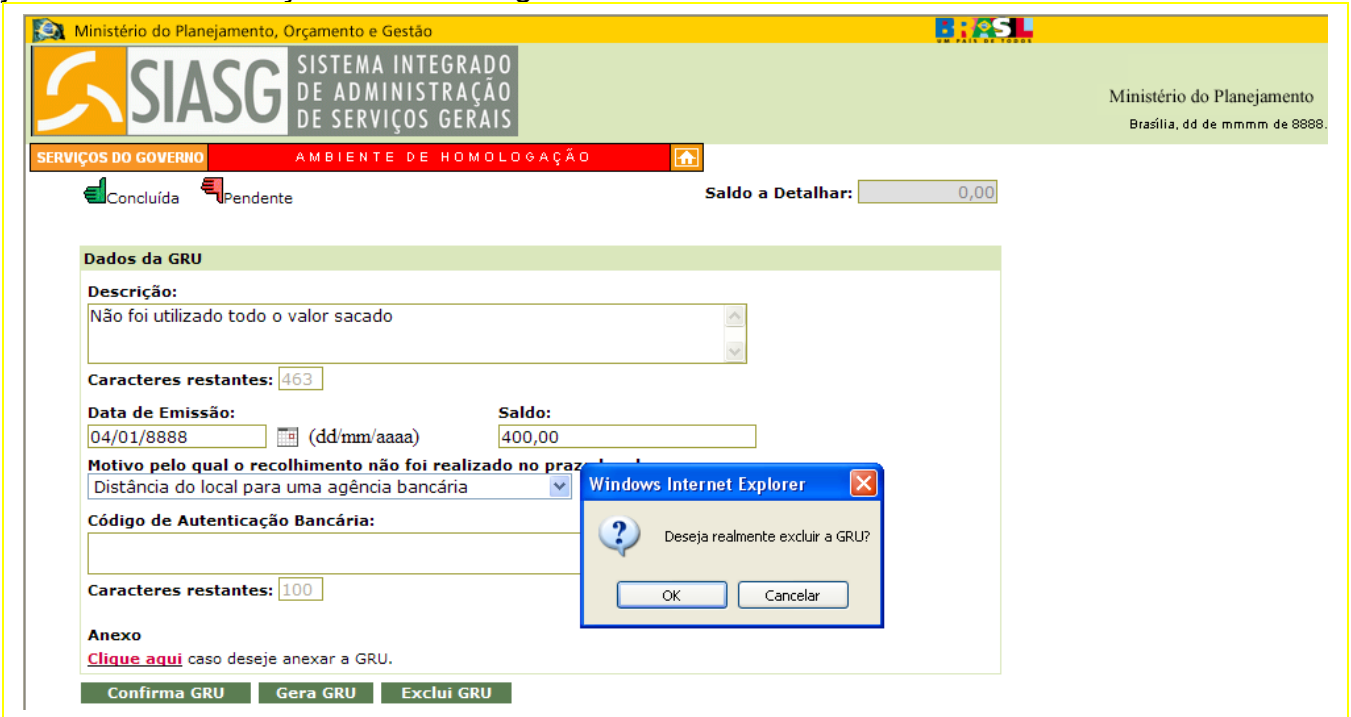 Ministério do Planejamento, Orçamento e Gestão
BRASIL
UM PAÍS DE TODOS
SIASG
SISTEMA INTEGRADO
DE ADMINISTRAÇÃO
DE SERVIÇOS GERAIS
Ministério do Planejamento
Brasília, dd de mmmm de 8888.
SERVIÇOS DO GOVERNO AMBIENTE DE HOMOLOGAÇÃO
Concluída Pendente Saldo a Detalhar: 0,00
Dados da GRU
Descrição:
Não foi utilizado todo o valor sacado
Caracteres restantes: 463
Data de Emissão: Saldo:
04/01/8888 (dd/mm/aaaa) 400,00
Motivo pelo qual o recolhimento não foi realizado no
Distância do local para uma agência bancária
Windows Internet Explorer
Deseja realmente excluir a GRU?
OK Cancelar
Código de Autenticação Bancária:
Caracteres restantes: 100
Anexo
Clique aqui caso deseje anexar a GRU.
Confirma GRU Gera GRU Exclui GRU